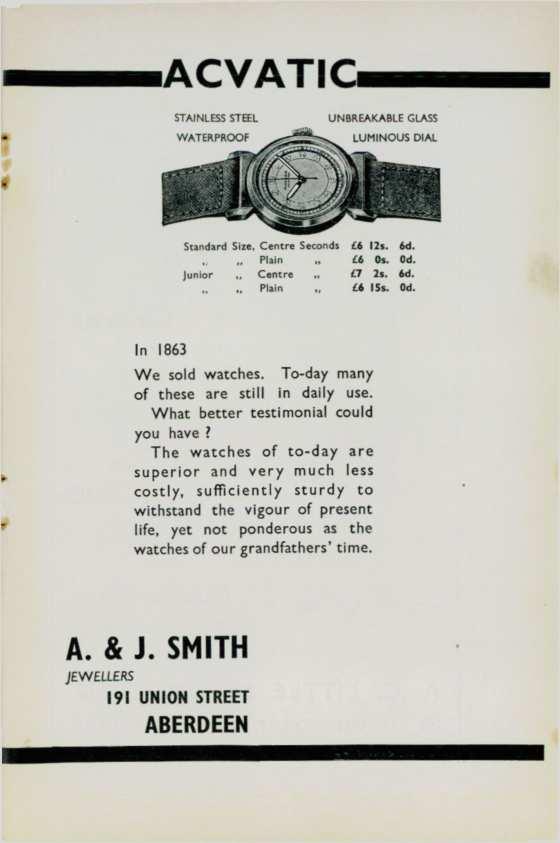 ACVATIC
STAINLESS STEEL UNBREAKABLE GLASS
WATERPROOF LUMINOUS DIAL
Standard Size, Centre Seconds £6 12s. 6d.
,, ,, Plain ,, £6 0s. 0d.
Junior ,, Centre ,, £7 2s. 6d.
,, ,, Plain ,, £6 15s. 0d.
In 1863
We sold watches. To-day many
of these are still in daily use.
What better testimonial could
you have ?
The watches of to-day are
superior and very much less
costly, sufficiently sturdy to
withstand the vigour of present
life, yet not ponderous as the
watches of our grandfathers' time.
A. & J. SMITH
JEWELLERS
191 UNION STREET
ABERDEEN